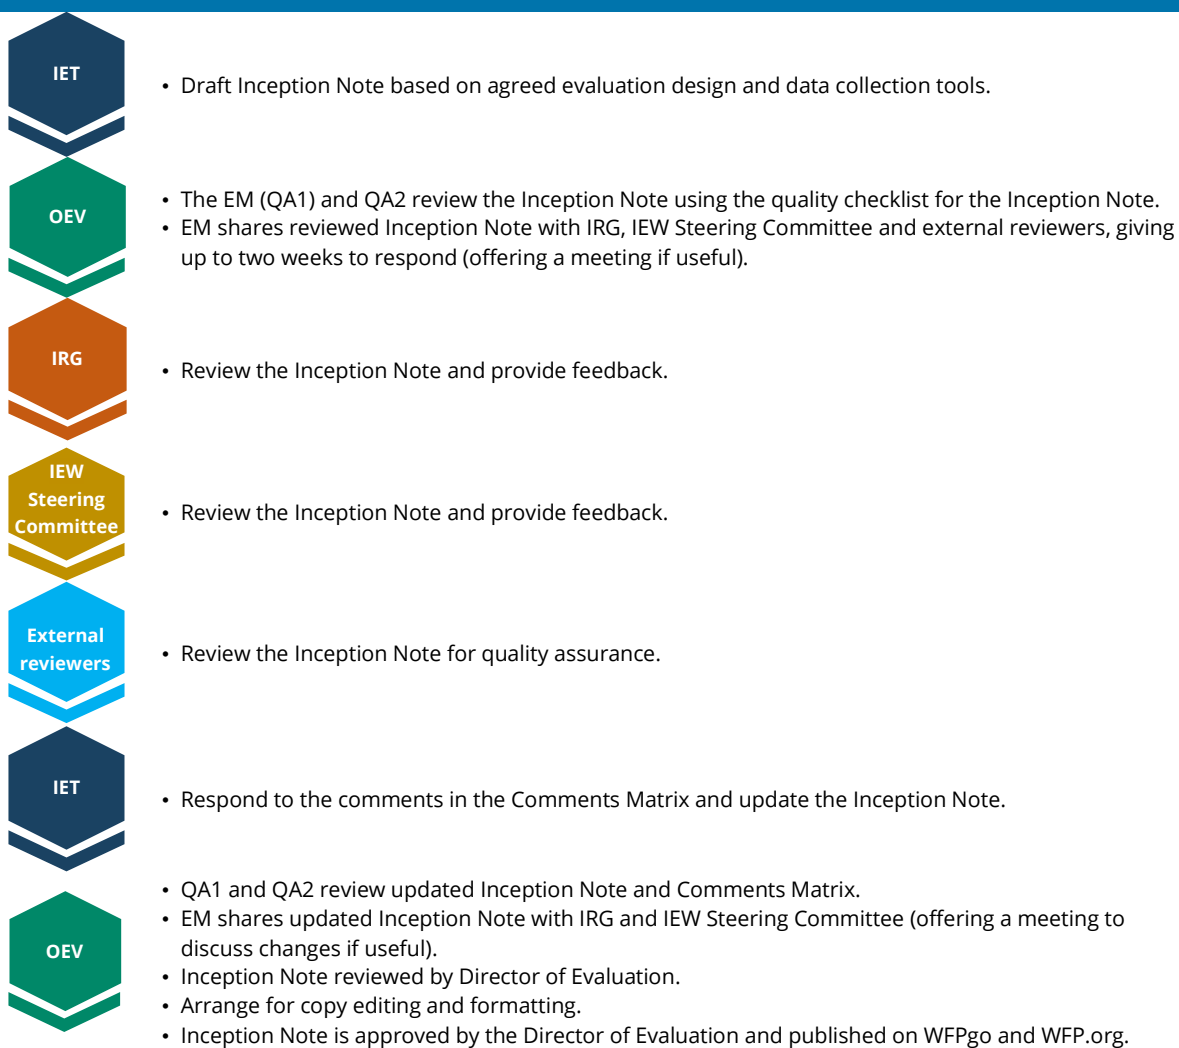 IET
• Draft Inception Note based on agreed evaluation design and data collection tools.
OEV
• The EM (QA1) and QA2 review the Inception Note using the quality checklist for the Inception Note.
• EM shares reviewed Inception Note with IRG, IEW Steering Committee and external reviewers, giving
up to two weeks to respond (offering a meeting if useful).
IRG
• Review the Inception Note and provide feedback.
IEW
Steering
Committee
• Review the Inception Note and provide feedback.
External
reviewers
• Review the Inception Note for quality assurance.
IET
• Respond to the comments in the Comments Matrix and update the Inception Note.
OEV
• QA1 and QA2 review updated Inception Note and Comments Matrix.
• EM shares updated Inception Note with IRG and IEW Steering Committee (offering a meeting to
discuss changes if useful).
• Inception Note reviewed by Director of Evaluation.
• Arrange for copy editing and formatting.
• Inception Note is approved by the Director of Evaluation and published on WFPgo and WFP.org.